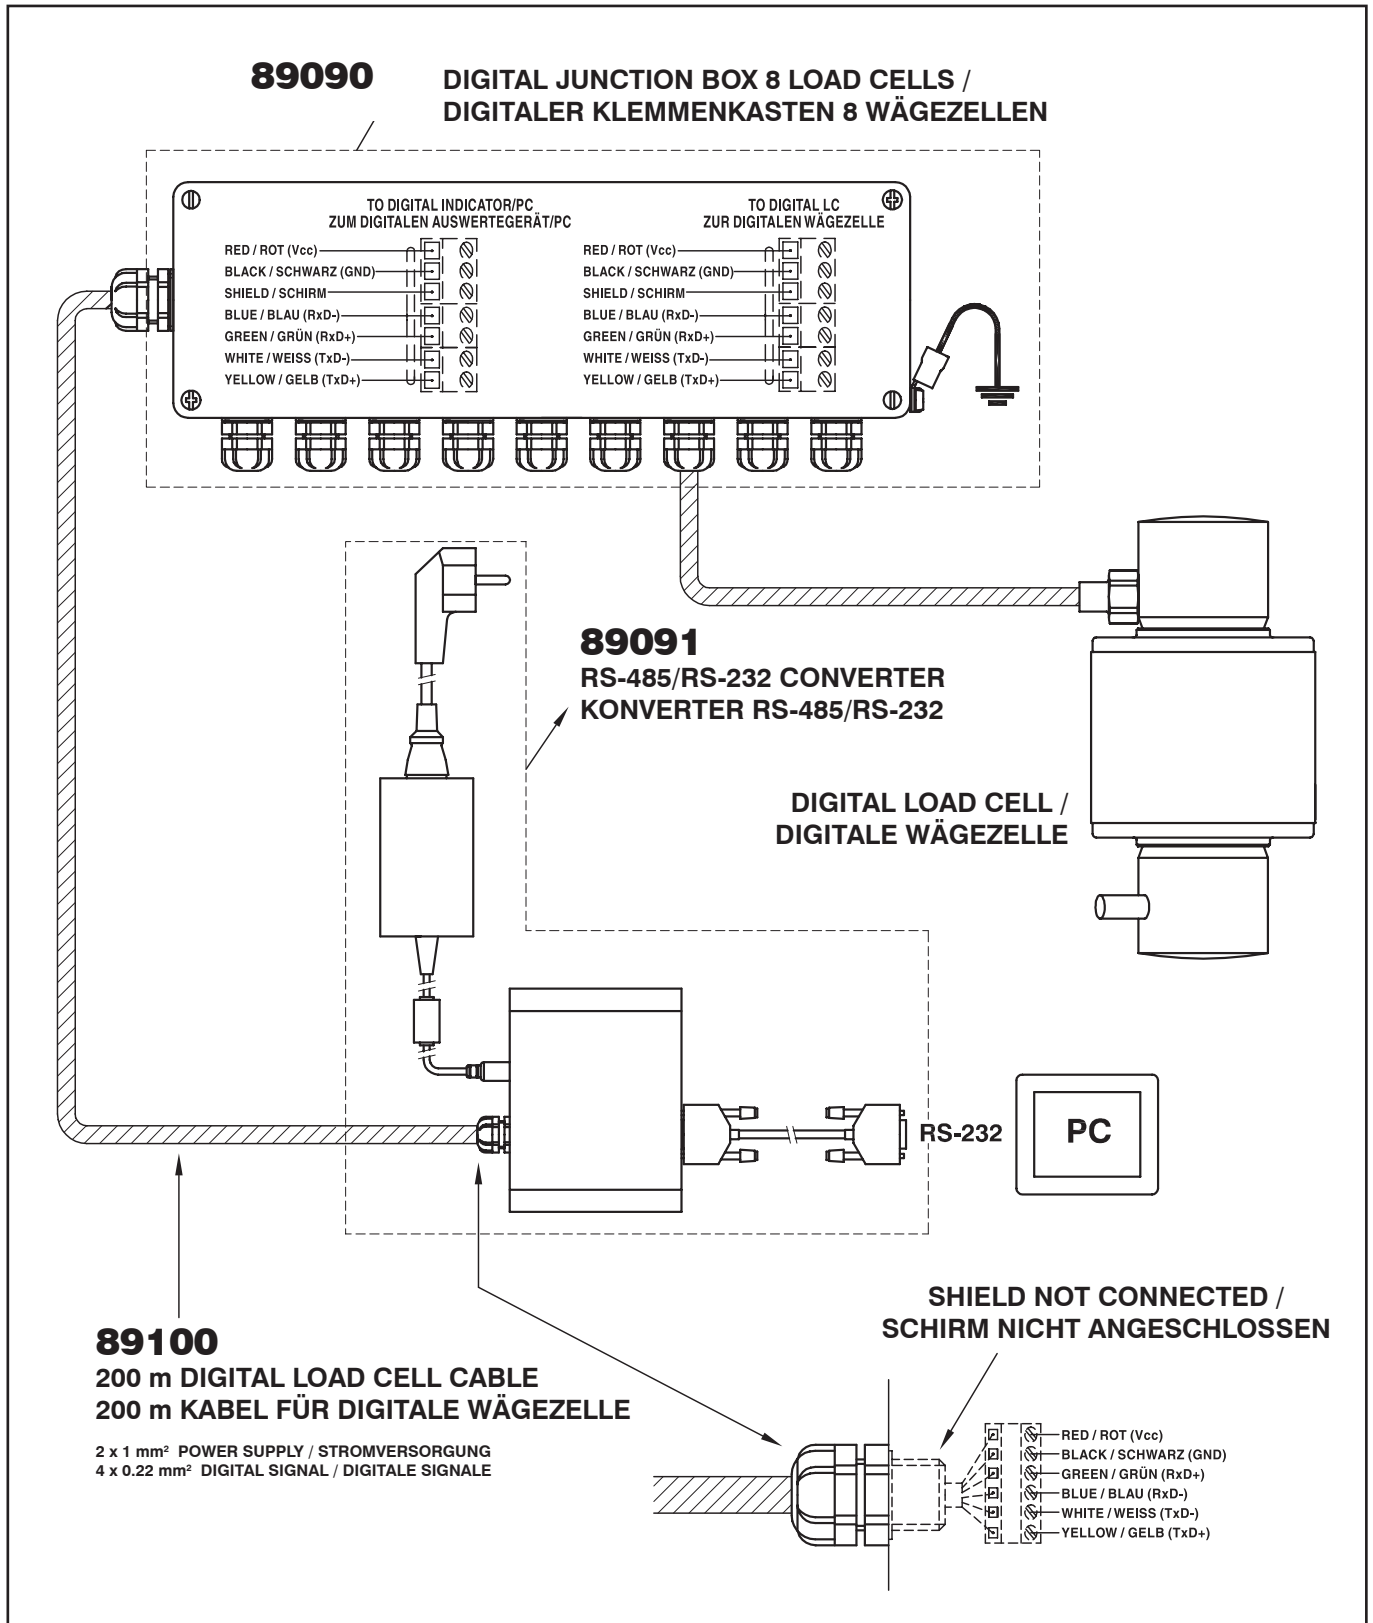 89090
DIGITAL JUNCTION BOX 8 LOAD CELLS /
DIGITALER KLEMMENKASTEN 8 WÄGEZELLEN
TO DIGITAL INDICATOR/PC
ZUM DIGITALEN AUSWERTEGERÄT/PC
RED / ROT (Vcc)
BLACK / SCHWARZ (GND)
SHIELD / SCHIRM
BLUE / BLAU (RxD-)
GREEN / GRÜN (RxD+)
WHITE / WEISS (TxD-)
YELLOW / GELB (TxD+)
TO DIGITAL LC
ZUR DIGITALEN WÄGEZELLE
RED / ROT (Vcc)
BLACK / SCHWARZ (GND)
SHIELD / SCHIRM
BLUE / BLAU (RxD-)
GREEN / GRÜN (RxD+)
WHITE / WEISS (TxD-)
YELLOW / GELB (TxD+)
89091
RS-485/RS-232 CONVERTER
KONVERTER RS-485/RS-232
DIGITAL LOAD CELL /
DIGITALE WÄGEZELLE
RS-232
PC
89100
200 m DIGITAL LOAD CELL CABLE
200 m KABEL FÜR DIGITALE WÄGEZELLE
2 x 1 mm² POWER SUPPLY / STROMVERSORGUNG
4 x 0.22 mm² DIGITAL SIGNAL / DIGITALE SIGNALE
SHIELD NOT CONNECTED /
SCHIRM NICHT ANGESCHLOSSEN
RED / ROT (Vcc)
BLACK / SCHWARZ (GND)
GREEN / GRÜN (RxD+)
BLUE / BLAU (RxD-)
WHITE / WEISS (TxD-)
YELLOW / GELB (TxD+)